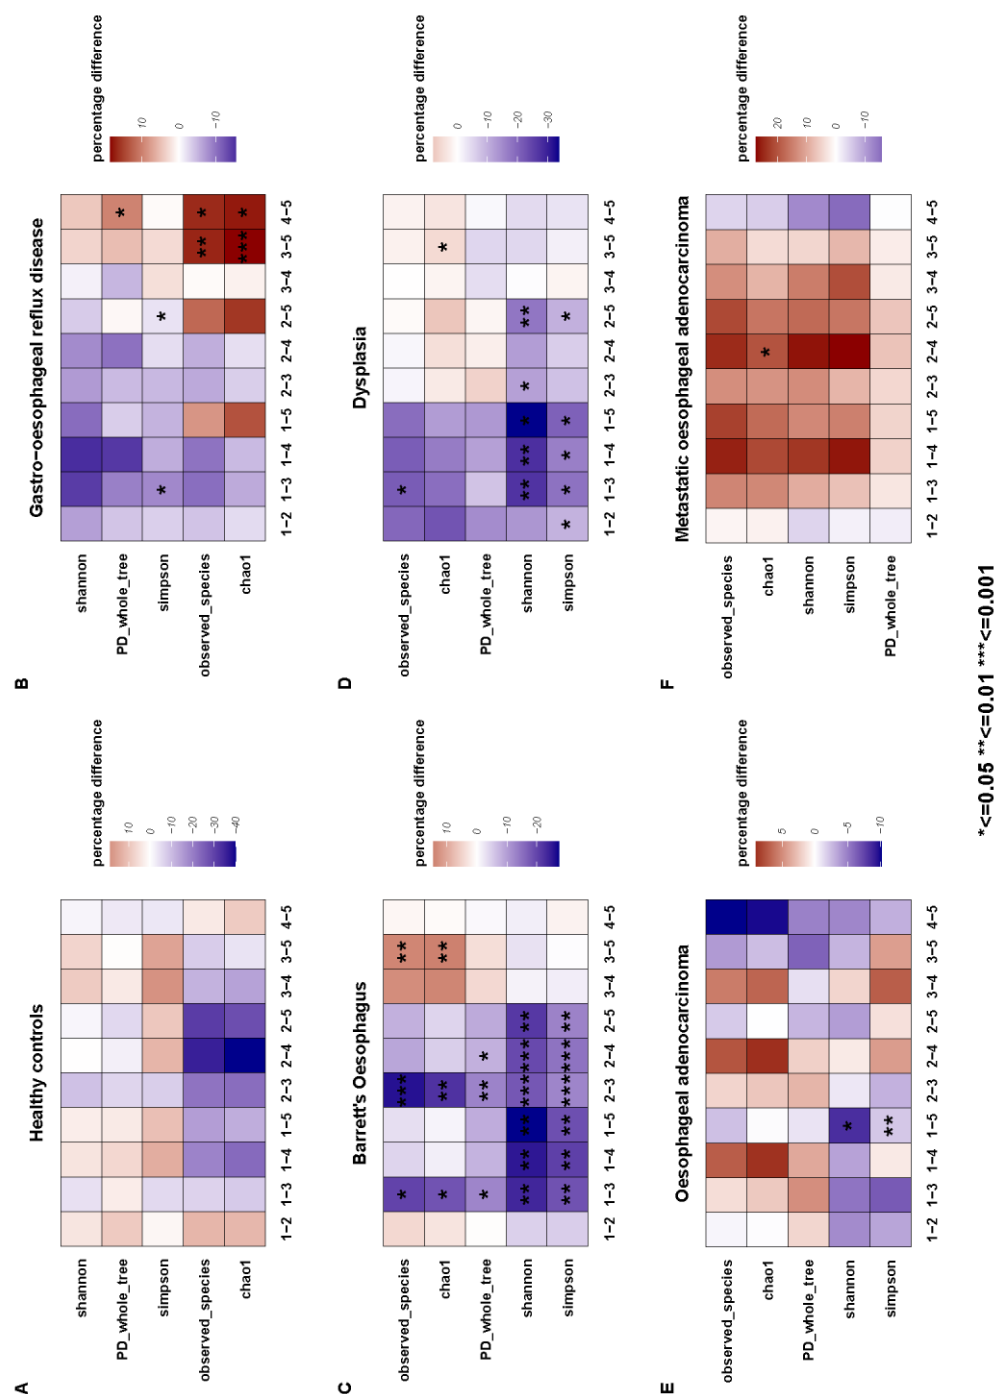 A
Healthy controls
shannon
PD_whole_tree
simpson
observed_species
chao1
1−2 1−3 1−4 1−5 2−3 2−4 2−5 3−4 3−5 4−5
percentage difference
10
0
−10
−20
−30
−40
B
Gastro−oesophageal reflux disease
shannon
PD_whole_tree *
simpson * *
observed_species ** *
chao1 *** *
1−2 1−3 1−4 1−5 2−3 2−4 2−5 3−4 3−5 4−5
percentage difference
10
0
−10
C
Barrett's Oesophagus
observed_species * *** **
chao1 * ** **
PD_whole_tree * ** *
shannon ** ** ** *** *** **
simpson ** ** ** *** *** **
1−2 1−3 1−4 1−5 2−3 2−4 2−5 3−4 3−5 4−5
percentage difference
10
0
−10
−20
D
Dysplasia
observed_species *
chao1 *
PD_whole_tree
shannon ** ** * * **
simpson * * * * *
1−2 1−3 1−4 1−5 2−3 2−4 2−5 3−4 3−5 4−5
percentage difference
0
−10
−20
−30
E
Oesophageal adenocarcinoma
observed_species
chao1
PD_whole_tree
shannon *
simpson **
1−2 1−3 1−4 1−5 2−3 2−4 2−5 3−4 3−5 4−5
percentage difference
5
0
−5
−10
F
Metastatic oesophageal adenocarcinoma
observed_species
chao1 *
shannon
simpson
PD_whole_tree
1−2 1−3 1−4 1−5 2−3 2−4 2−5 3−4 3−5 4−5
percentage difference
20
10
0
−10
*<=0.05 **<=0.01 ***<=0.001